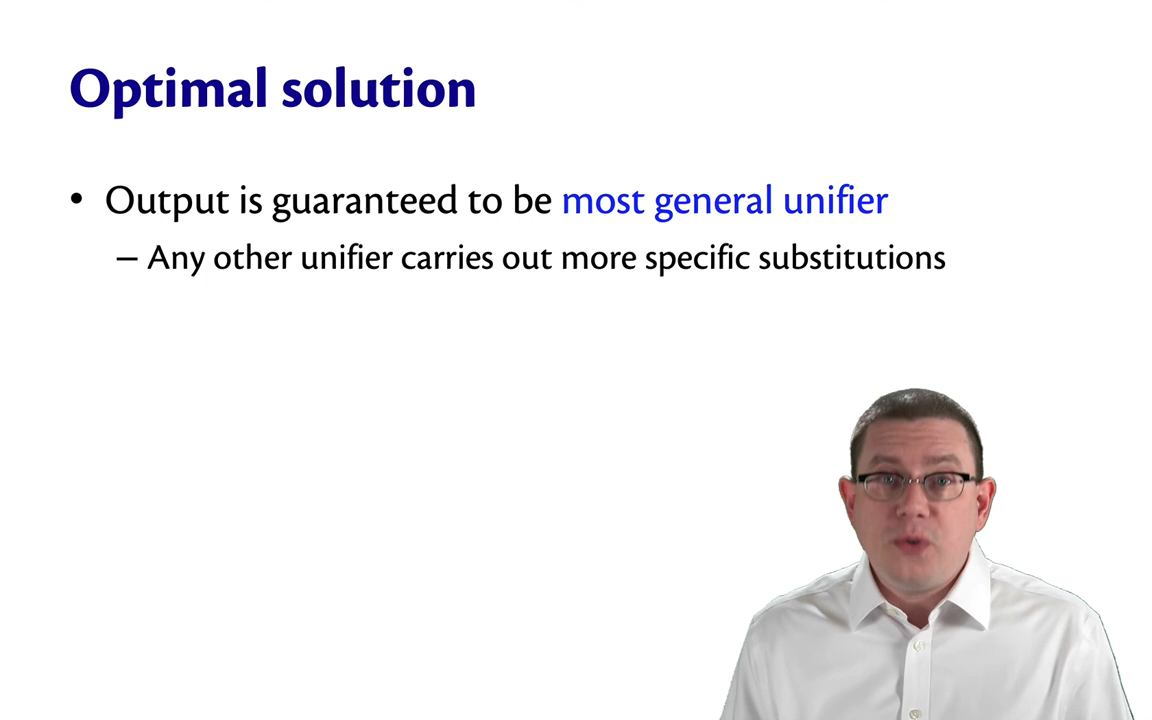 Optimal solution
• Output is guaranteed to be most general unifier
– Any other unifier carries out more specific substitutions